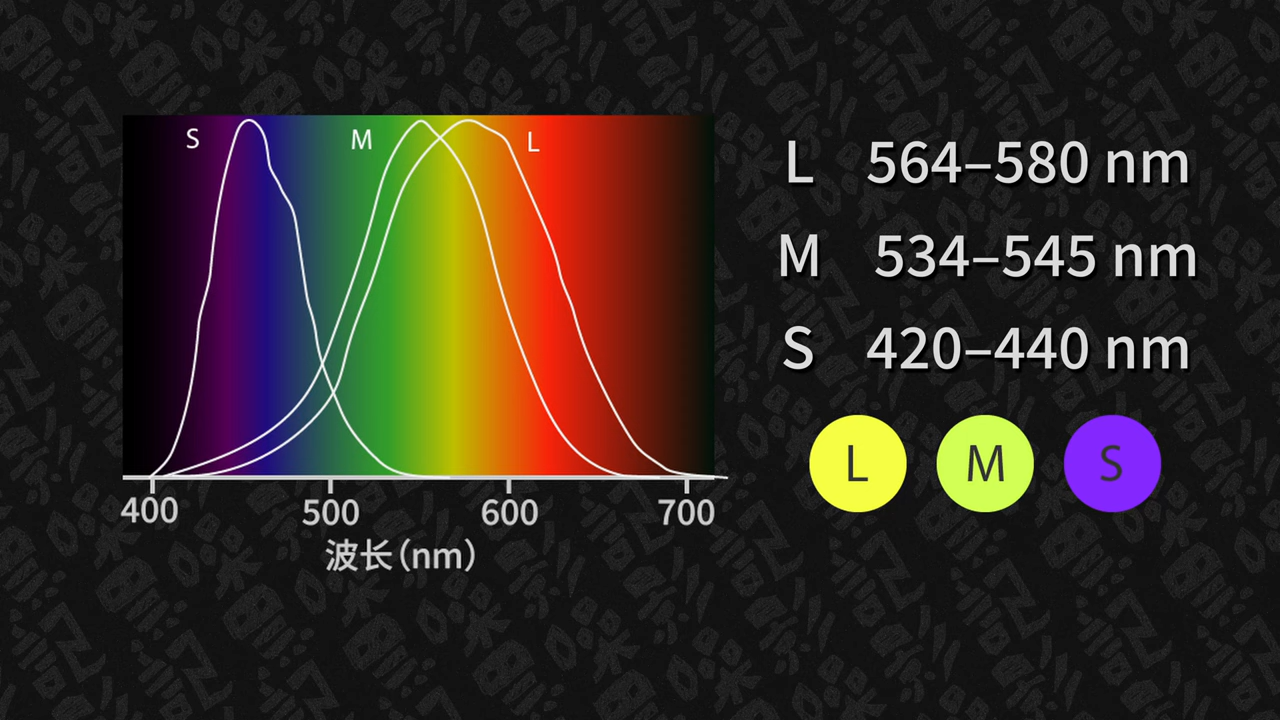 S M L
400 500 600 700
波长(nm)
L 564–580 nm
M 534–545 nm
S 420–440 nm
L M S